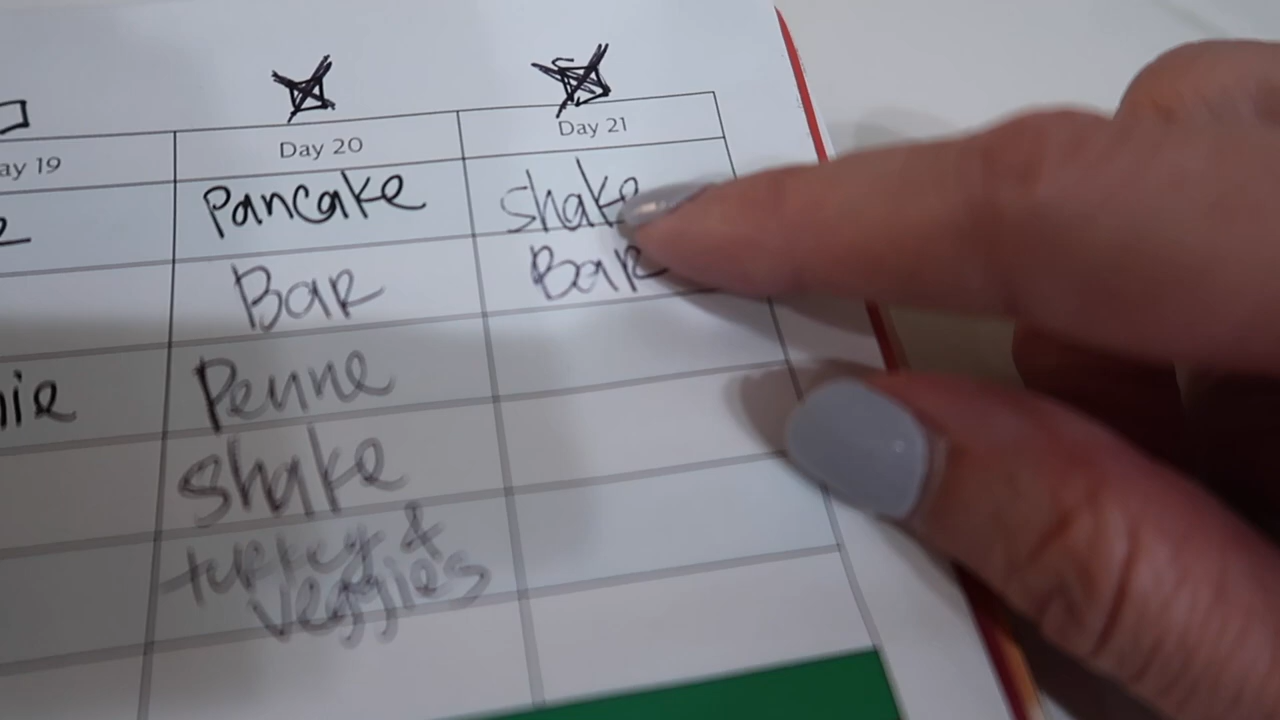 ay 19
Day 20
Day 21
Pancake
shake
Bar
Bar
Penne
shake
turkey &
veggies